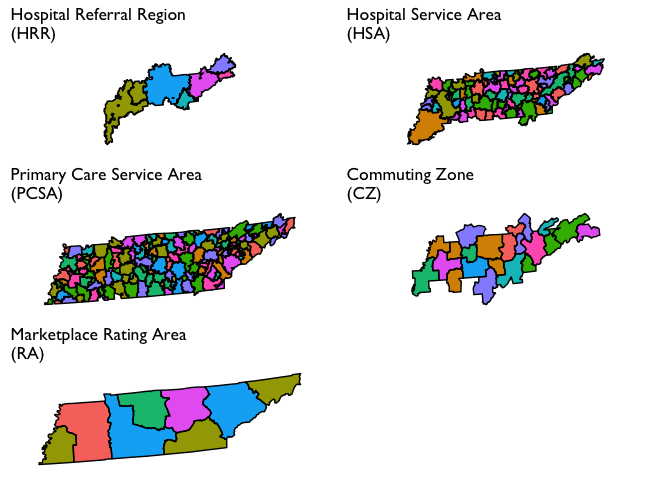 Hospital Referral Region
(HRR)
Hospital Service Area
(HSA)
Primary Care Service Area
(PCSA)
Commuting Zone
(CZ)
Marketplace Rating Area
(RA)